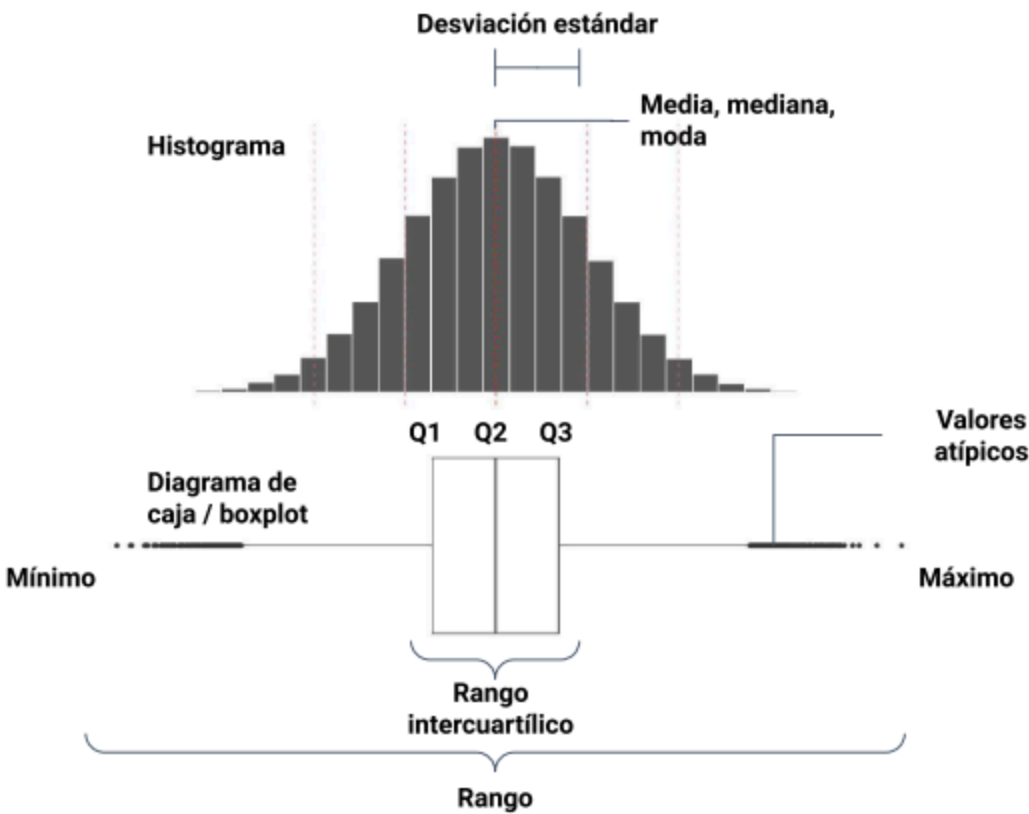 Desviación estándar
Media, mediana,
moda
Histograma
Q1 Q2 Q3
Valores
atípicos
Diagrama de
caja / boxplot
Mínimo
Máximo
Rango
intercuartílico
Rango